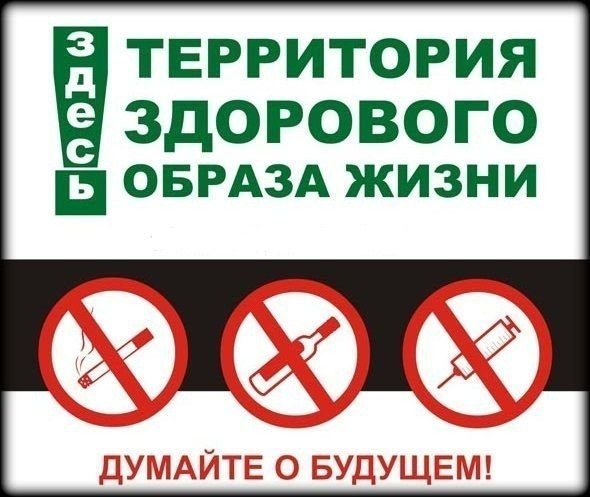 здесь
ТЕРРИТОРИЯ
ЗДОРОВОГО
ОБРАЗА ЖИЗНИ
ДУМАЙТЕ О БУДУЩЕМ!